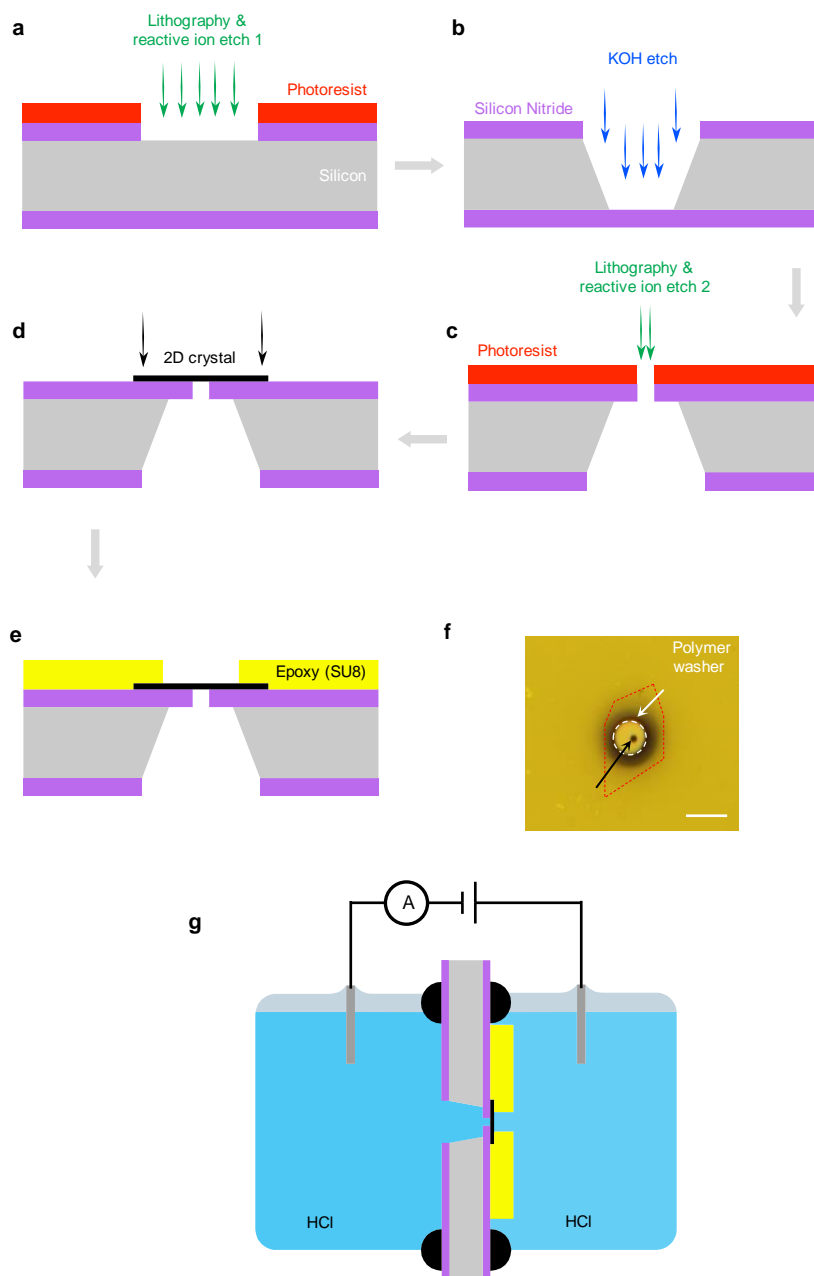 a
Lithography &
reactive ion etch 1
Photoresist
Silicon
b
KOH etch
Silicon Nitride
Lithography &
reactive ion etch 2
c
Photoresist
d
2D crystal
e
Epoxy (SU8)
f
Polymer
washer
g
A
HCl
HCl